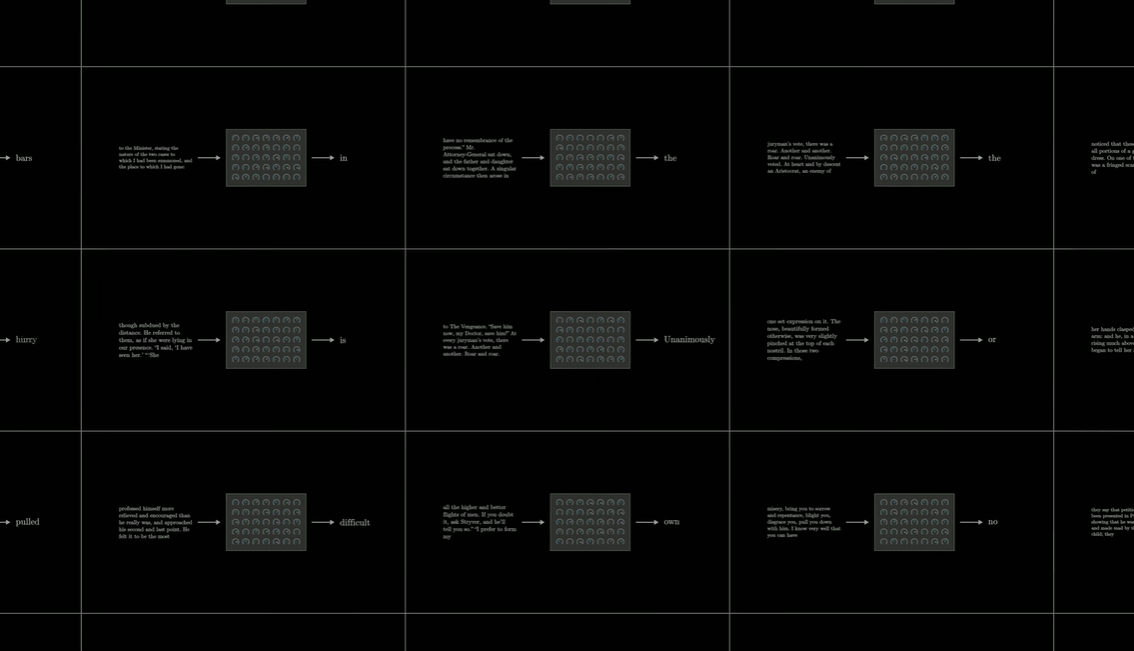 bars
to the Minister, stating the
nature of the two cases to
which I had been summoned, and
the place to which I had gone
in
have no remembrance of the
process.” Mr
Attorney-General sat down,
and the father and daughter
sat down together. A singular
circumstance then arose in
the
juryman's vote, there was a
roar. Another and another.
Roar and roar. Unanimously
voted. At heart and by descent
an Aristocrat, an enemy of
the
noticed that these
all portions of a
dress. On one of
was a fringed
of
hurry
though subdued by the
distance. He referred to
them, as if she were lying in
our presence. “I said, ‘I have
seen her.’ “‘She
is
to The Vengeance. “Save him
now, my Doctor, save him!” At
every juryman's vote, there
was a roar. Another and
another. Roar and roar.
Unanimously
one set expression on it. The
nose, beautifully formed
otherwise, was very slightly
pinched at the top of each
nostril. In those two
compressions,
or
her hands clasped
arm: and he, in a
rising much above
began to tell her
pulled
professed himself more
relieved and encouraged than
he really was, and approached
his second and last point. He
felt it to be the most
difficult
all the higher and better
flights of men. If you doubt
it, ask Stryver, and he'll
tell you so.” “I prefer to form
my
own
misery, bring you to sorrow
and repentance, blight you,
disgrace you, pull you down
with him. I know very well that
you can have
no
they say that
been presented in
showing that he was
and made mad by
child; they